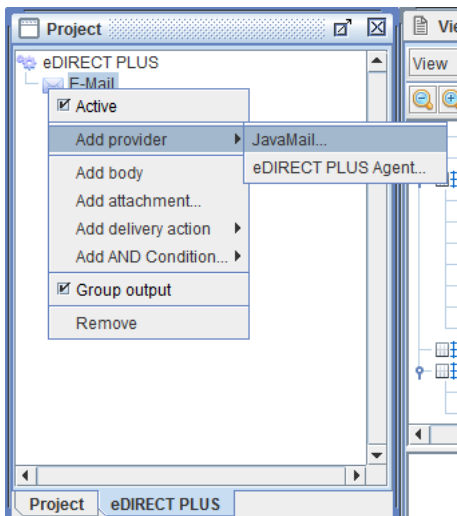 Project
Vie
eDIRECT PLUS
View
E-Mail
Active
Add provider
JavaMail...
eDIRECT PLUS Agent...
Add body
Add attachment...
Add delivery action
Add AND Condition...
Group output
Remove
Project
eDIRECT PLUS